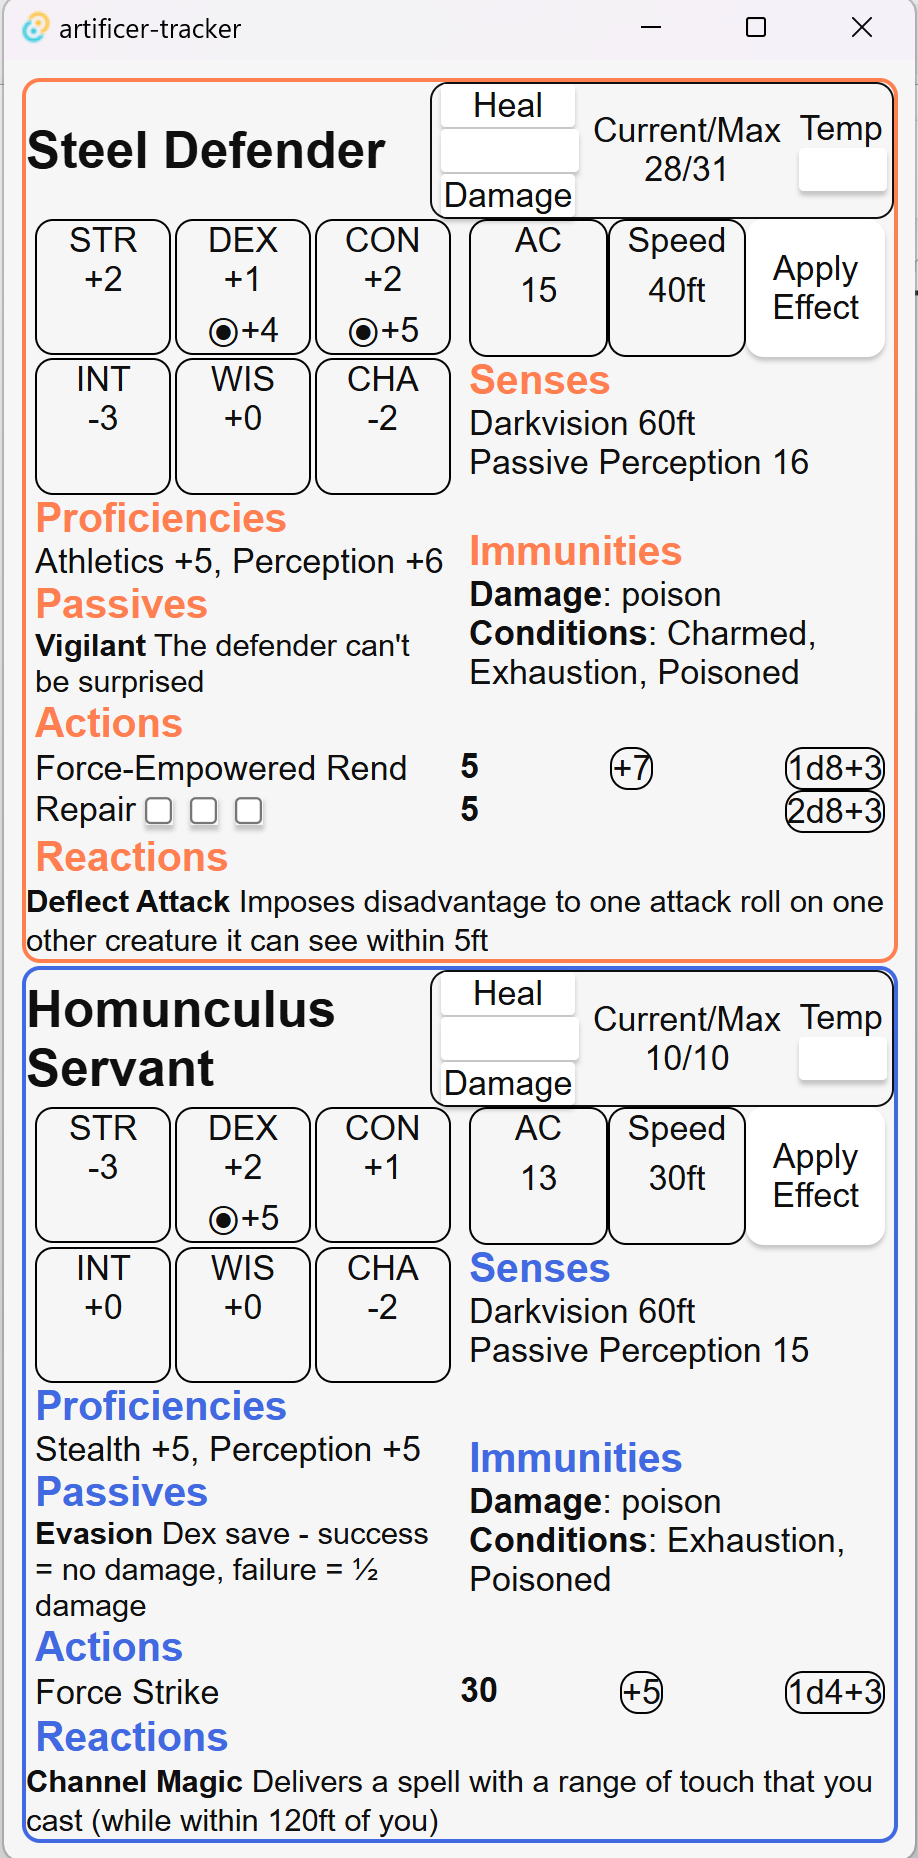 artificer-tracker
Steel Defender
Heal
Damage
Current/Max
28/31
Temp
STR
+2
DEX
+1
+4
CON
+2
+5
AC
15
Speed
40ft
Apply
Effect
INT
-3
WIS
+0
CHA
-2
Senses
Darkvision 60ft
Passive Perception 16
Proficiencies
Athletics +5, Perception +6
Passives
Vigilant The defender can't
be surprised
Immunities
Damage: poison
Conditions: Charmed,
Exhaustion, Poisoned
Actions
Force-Empowered Rend 5 +7 1d8+3
Repair 5 2d8+3
Reactions
Deflect Attack Imposes disadvantage to one attack roll on one
other creature it can see within 5ft
Homunculus
Servant
Heal
Damage
Current/Max
10/10
Temp
STR
-3
DEX
+2
+5
CON
+1
AC
13
Speed
30ft
Apply
Effect
INT
+0
WIS
+0
CHA
-2
Senses
Darkvision 60ft
Passive Perception 15
Proficiencies
Stealth +5, Perception +5
Passives
Evasion Dex save - success
= no damage, failure = ½
damage
Immunities
Damage: poison
Conditions: Exhaustion,
Poisoned
Actions
Force Strike 30 +5 1d4+3
Reactions
Channel Magic Delivers a spell with a range of touch that you
cast (while within 120ft of you)